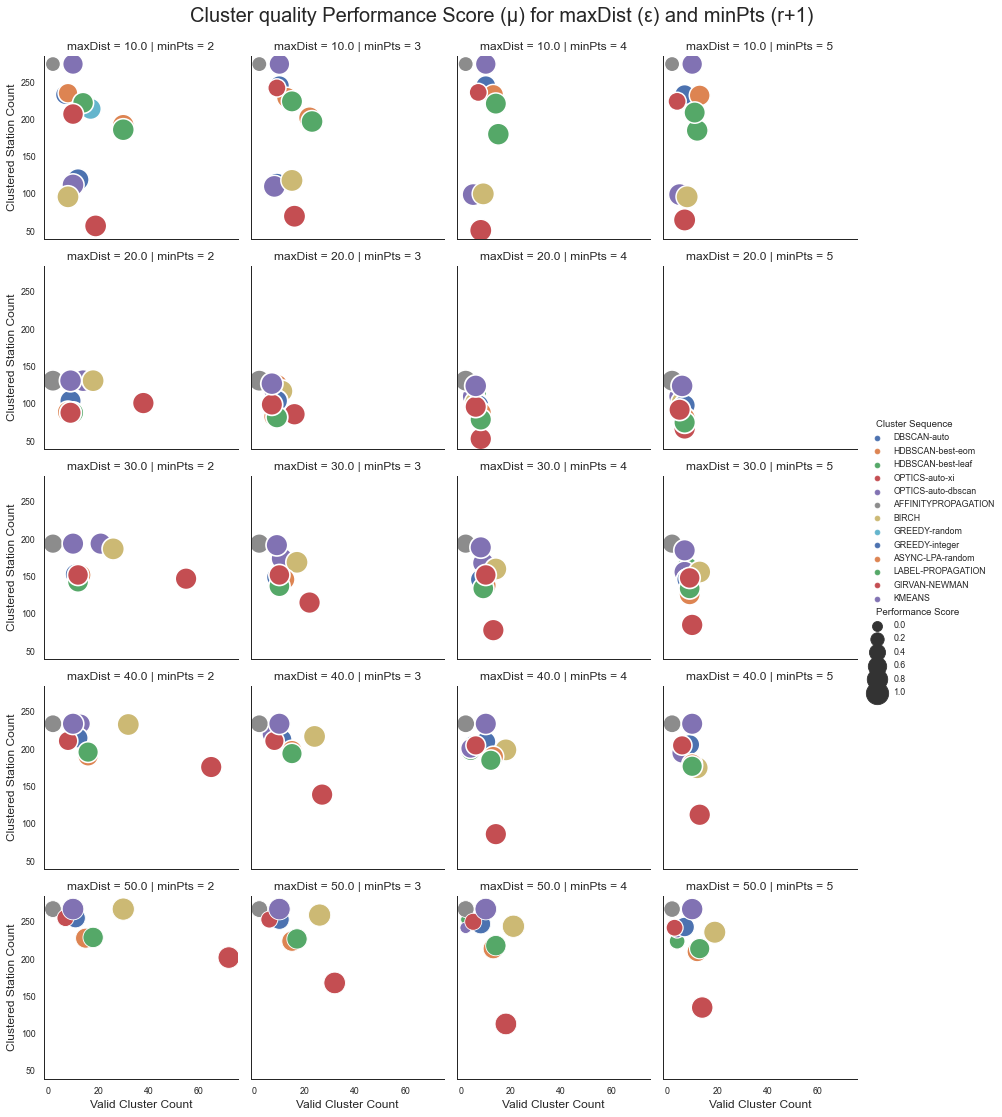 Cluster quality Performance Score (μ) for maxDist (ε) and minPts (r+1)
maxDist = 10.0 | minPts = 2
maxDist = 10.0 | minPts = 3
maxDist = 10.0 | minPts = 4
maxDist = 10.0 | minPts = 5
Clustered Station Count
250
200
150
100
50
maxDist = 20.0 | minPts = 2
maxDist = 20.0 | minPts = 3
maxDist = 20.0 | minPts = 4
maxDist = 20.0 | minPts = 5
Clustered Station Count
250
200
150
100
50
maxDist = 30.0 | minPts = 2
maxDist = 30.0 | minPts = 3
maxDist = 30.0 | minPts = 4
maxDist = 30.0 | minPts = 5
Clustered Station Count
250
200
150
100
50
maxDist = 40.0 | minPts = 2
maxDist = 40.0 | minPts = 3
maxDist = 40.0 | minPts = 4
maxDist = 40.0 | minPts = 5
Clustered Station Count
250
200
150
100
50
maxDist = 50.0 | minPts = 2
maxDist = 50.0 | minPts = 3
maxDist = 50.0 | minPts = 4
maxDist = 50.0 | minPts = 5
Clustered Station Count
250
200
150
100
50
0 20 40 60
0 20 40 60
0 20 40 60
0 20 40 60
Valid Cluster Count
Valid Cluster Count
Valid Cluster Count
Valid Cluster Count
Cluster Sequence
DBSCAN-auto
HDBSCAN-best-eom
HDBSCAN-best-leaf
OPTICS-auto-xi
OPTICS-auto-dbscan
AFFINITYPROPAGATION
BIRCH
GREEDY-random
GREEDY-integer
ASYNC-LPA-random
LABEL-PROPAGATION
GIRVAN-NEWMAN
KMEANS
Performance Score
0.0
0.2
0.4
0.6
0.8
1.0